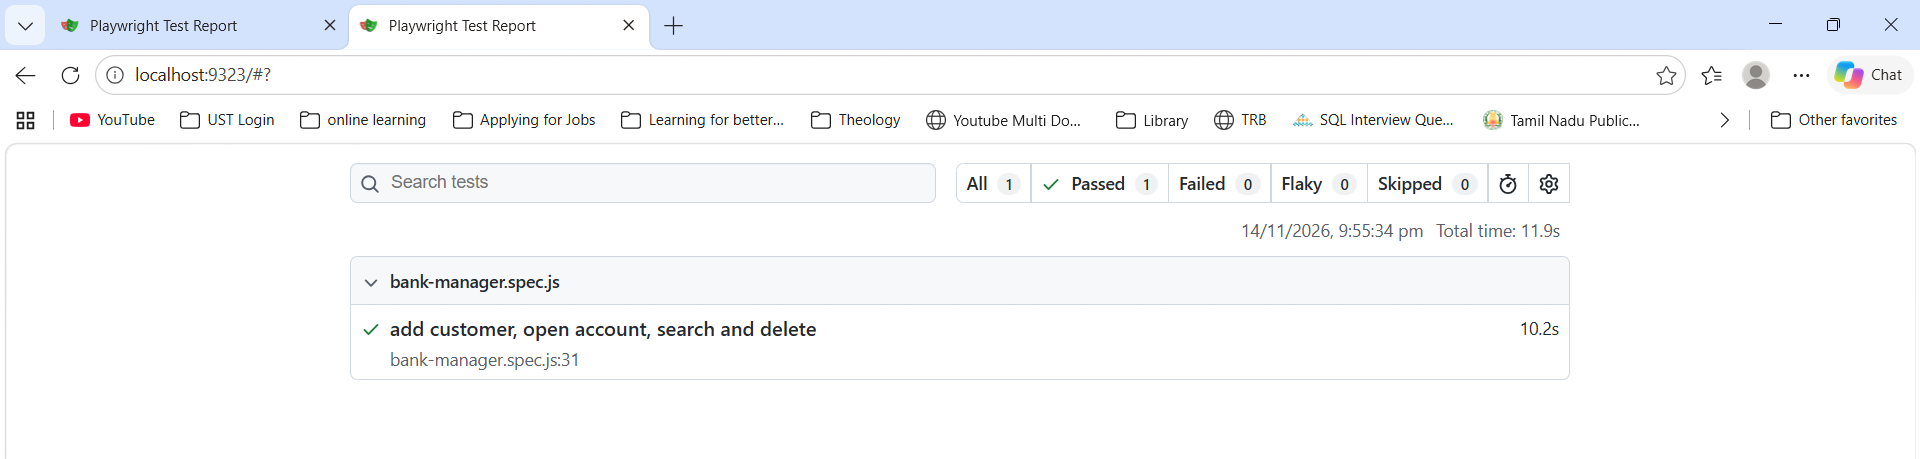 Playwright Test Report
Playwright Test Report
localhost:9323/#?
Chat
YouTube
UST Login
online learning
Applying for Jobs
Learning for better...
Theology
Youtube Multi Do...
Library
TRB
SQL Interview Que...
Tamil Nadu Public...
Other favorites
Search tests
All 1
Passed 1
Failed 0
Flaky 0
Skipped 0
14/11/2026, 9:55:34 pm Total time: 11.9s
bank-manager.spec.js
add customer, open account, search and delete 10.2s
bank-manager.spec.js:31